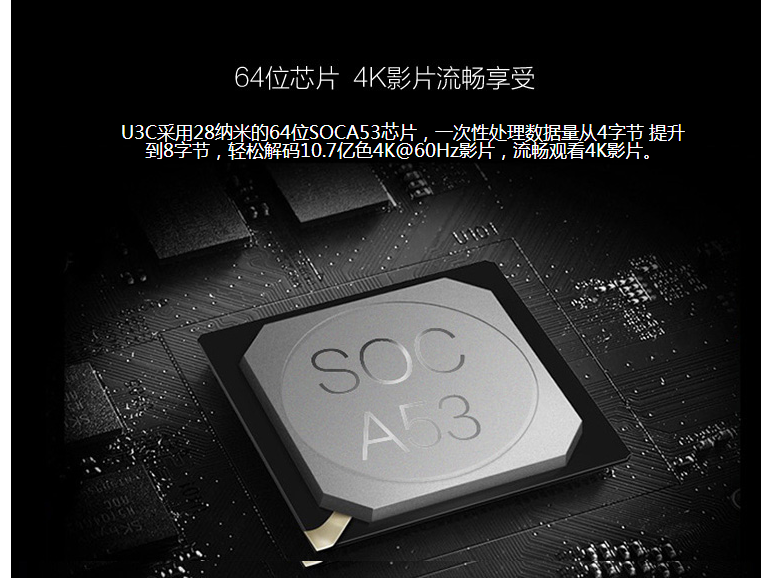 64位芯片 4K影片流畅享受
U3C采用28纳米的64位SOCA53芯片，一次性处理数据量从4字节 提升
到8字节，轻松解码10.7亿色4K@60Hz影片，流畅观看4K影片。
SOC
A53